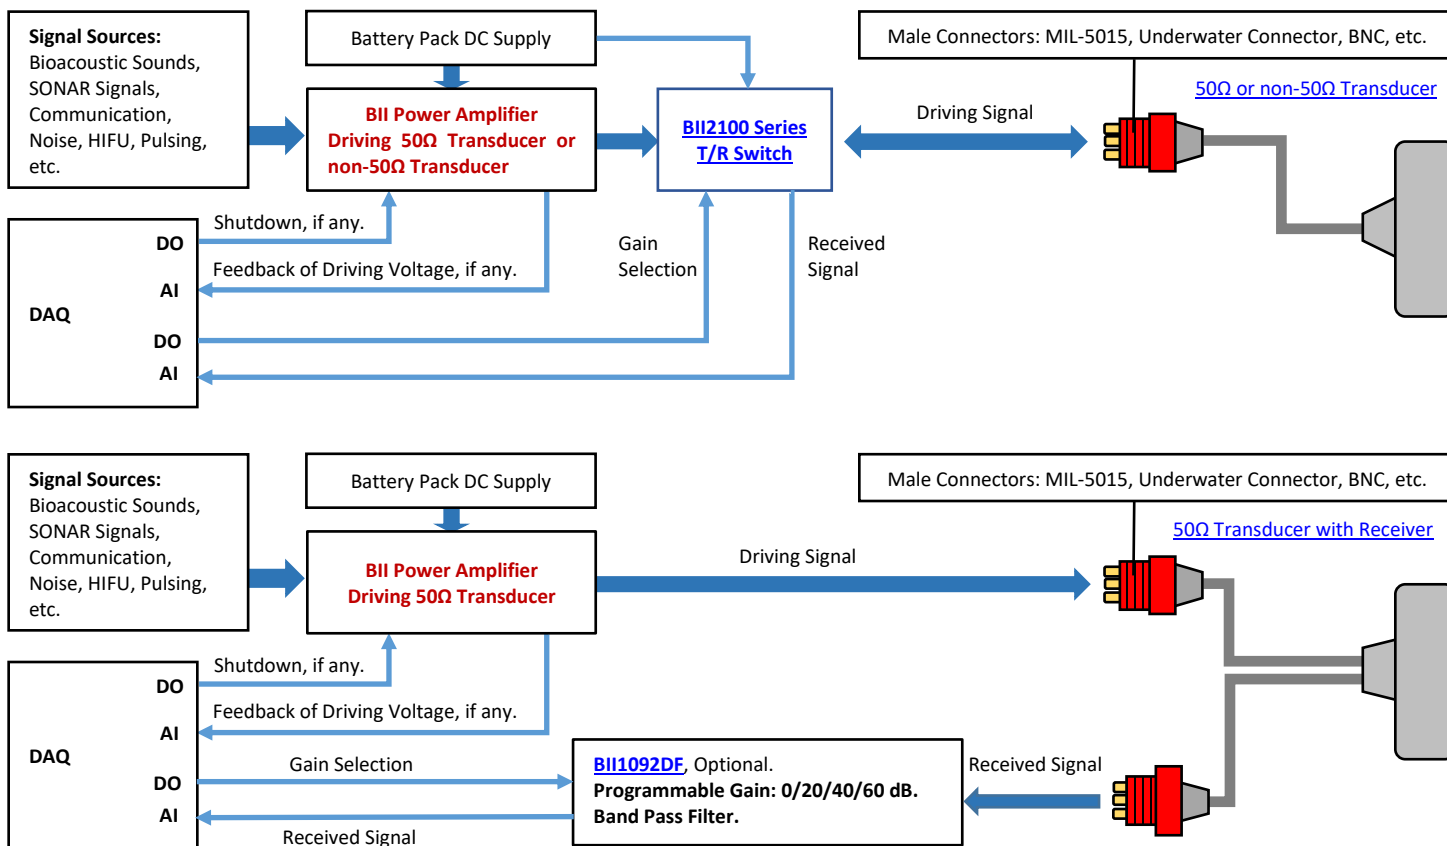 Signal Sources:
Bioacoustic Sounds,
SONAR Signals,
Communication,
Noise, HIFU, Pulsing,
etc.
Battery Pack DC Supply
BII Power Amplifier
Driving 50Ω Transducer or
non-50Ω Transducer
BII2100 Series
T/R Switch
Driving Signal
Male Connectors: MIL-5015, Underwater Connector, BNC, etc.
50Ω or non-50Ω Transducer
DAQ
DO
AI
DO
AI
Shutdown, if any.
Feedback of Driving Voltage, if any.
Gain
Selection
Received
Signal
Signal Sources:
Bioacoustic Sounds,
SONAR Signals,
Communication,
Noise, HIFU, Pulsing,
etc.
Battery Pack DC Supply
BII Power Amplifier
Driving 50Ω Transducer
Driving Signal
Male Connectors: MIL-5015, Underwater Connector, BNC, etc.
50Ω Transducer with Receiver
DAQ
DO
AI
DO
AI
Shutdown, if any.
Feedback of Driving Voltage, if any.
Gain Selection
Received Signal
BII1092DF, Optional.
Programmable Gain: 0/20/40/60 dB.
Band Pass Filter.
Received Signal